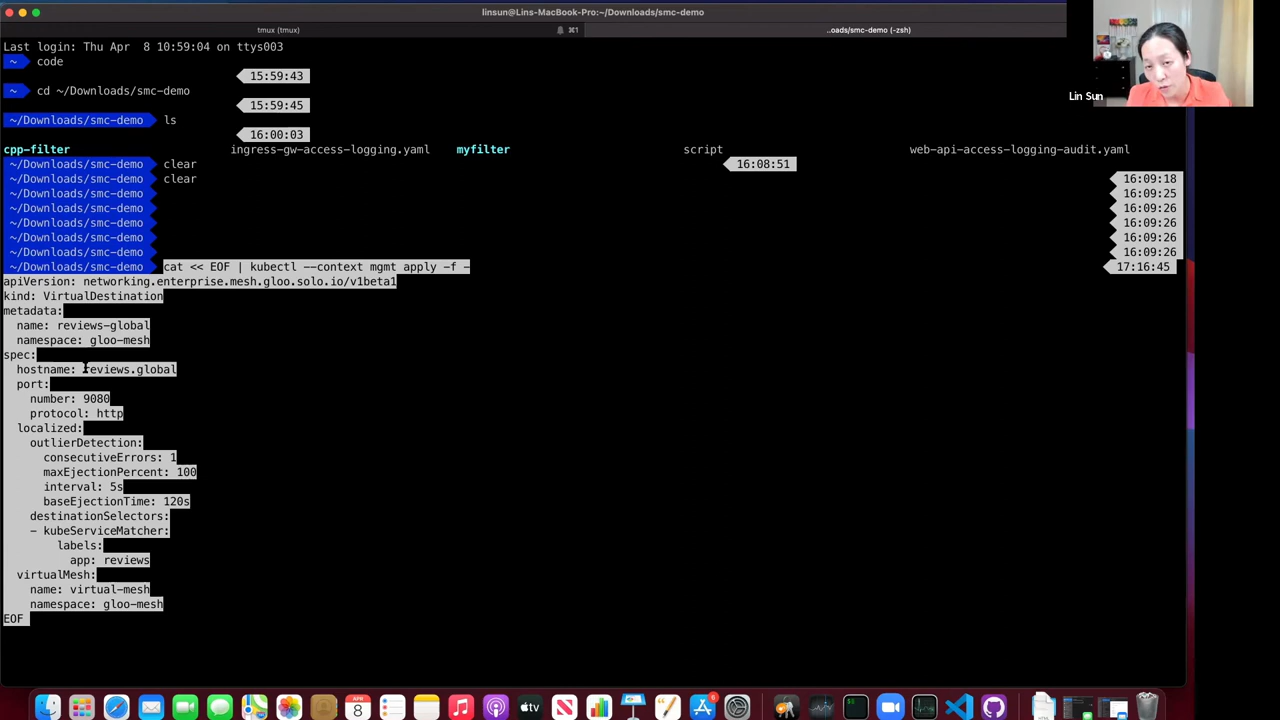 linsun@Lins-MacBook-Pro:~/Downloads/smc-demo
tmux (tmux) ⌘1 ..oads/smc-demo (-zsh)
Last login: Thu Apr  8 10:59:04 on ttys003
~ code
15:59:43
~ cd ~/Downloads/smc-demo
15:59:45
~/Downloads/smc-demo ls
16:00:03
cpp-filter ingress-gw-access-logging.yaml myfilter script web-api-access-logging-audit.yaml
~/Downloads/smc-demo clear 16:08:51
~/Downloads/smc-demo clear 16:09:18
~/Downloads/smc-demo 16:09:25
~/Downloads/smc-demo 16:09:26
~/Downloads/smc-demo 16:09:26
~/Downloads/smc-demo 16:09:26
~/Downloads/smc-demo 16:09:26
~/Downloads/smc-demo cat << EOF | kubectl --context mgmt apply -f - 17:16:45
apiVersion: networking.enterprise.mesh.gloo.solo.io/v1beta1
kind: VirtualDestination
metadata:
  name: reviews-global
  namespace: gloo-mesh
spec:
  hostname: reviews.global
  port:
    number: 9080
    protocol: http
  localized:
    outlierDetection:
      consecutiveErrors: 1
      maxEjectionPercent: 100
      interval: 5s
      baseEjectionTime: 120s
    destinationSelectors:
    - kubeServiceMatcher:
        labels:
          app: reviews
  virtualMesh:
    name: virtual-mesh
    namespace: gloo-mesh
EOF
Lin Sun
APR
8
tv